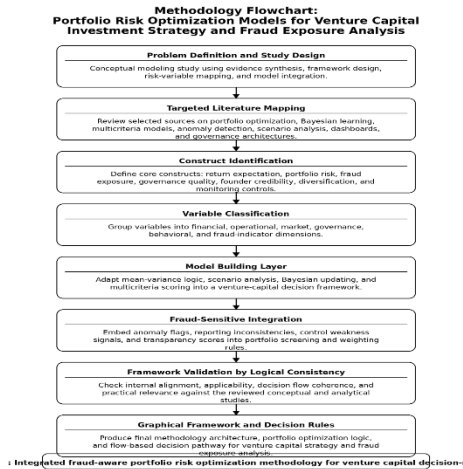 Methodology Flowchart:
Portfolio Risk Optimization Models for Venture Capital
Investment Strategy and Fraud Exposure Analysis
Problem Definition and Study Design
Conceptual modeling study using evidence synthesis, framework design,
risk-variable mapping, and model integration.
Targeted Literature Mapping
Review selected sources on portfolio optimization, Bayesian learning,
multicriteria models, anomaly detection, scenario analysis, dashboards,
and governance architectures.
Construct Identification
Define core constructs: return expectation, portfolio risk, fraud
exposure, governance quality, founder credibility, diversification, and
monitoring controls.
Variable Classification
Group variables into financial, operational, market, governance,
behavioral, and fraud-indicator dimensions.
Model Building Layer
Adapt mean-variance logic, scenario analysis, Bayesian updating, and
multicriteria scoring into a venture-capital decision framework.
Fraud-Sensitive Integration
Embed anomaly flags, reporting inconsistencies, control weakness
signals, and transparency scores into portfolio screening and weighting
rules.
Framework Validation by Logical Consistency
Check internal alignment, applicability, decision flow coherence, and
practical relevance against the reviewed conceptual and analytical
studies.
Graphical Framework and Decision Rules
Produce final methodology architecture, portfolio optimization logic,
and flow-based decision pathway for venture capital strategy and fraud
exposure analysis.
: Integrated fraud-aware portfolio risk optimization methodology for venture capital decision-